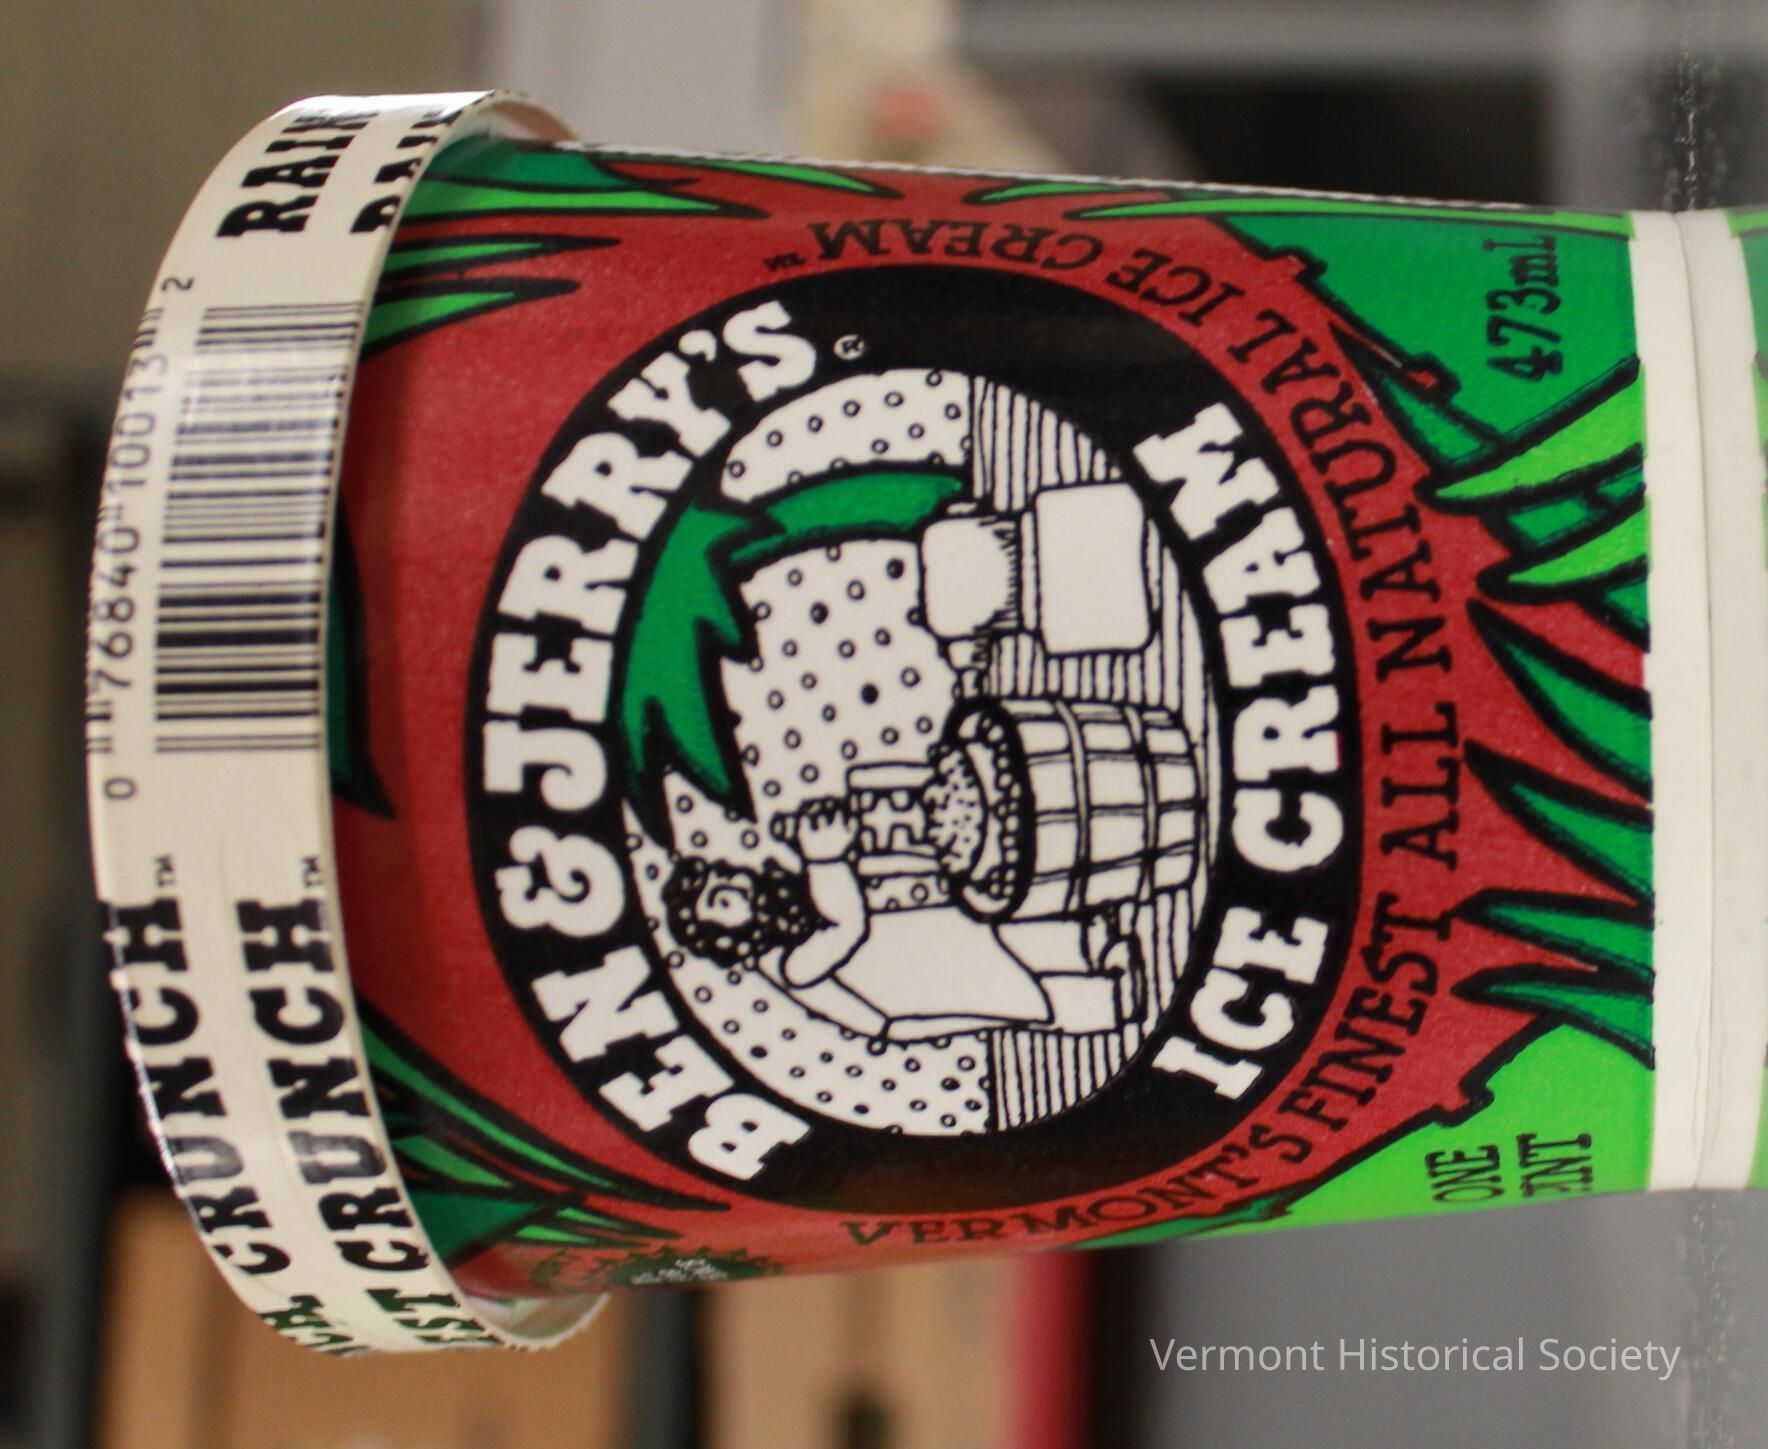 CRUNCH™
CRUNCH™
0 76840 10013 2
BEN & JERRY'S ®
ICE CREAM
VERMONT'S FINEST ALL NATURAL ICE CREAM™
ONE
473mL
Vermont Historical Society